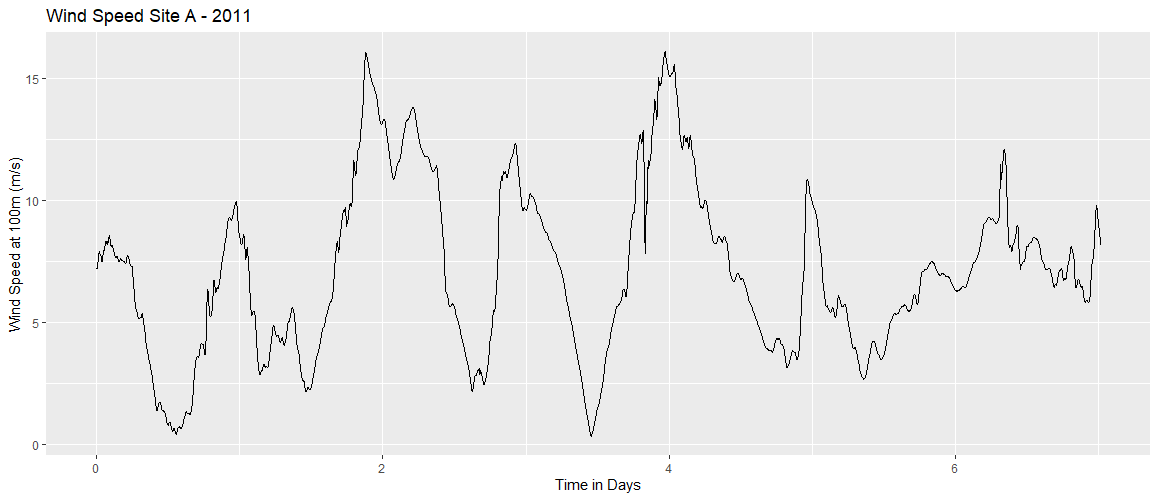 Wind Speed Site A - 2011
Wind Speed at 100m (m/s)
15
10
5
0
0 2 4 6
Time in Days